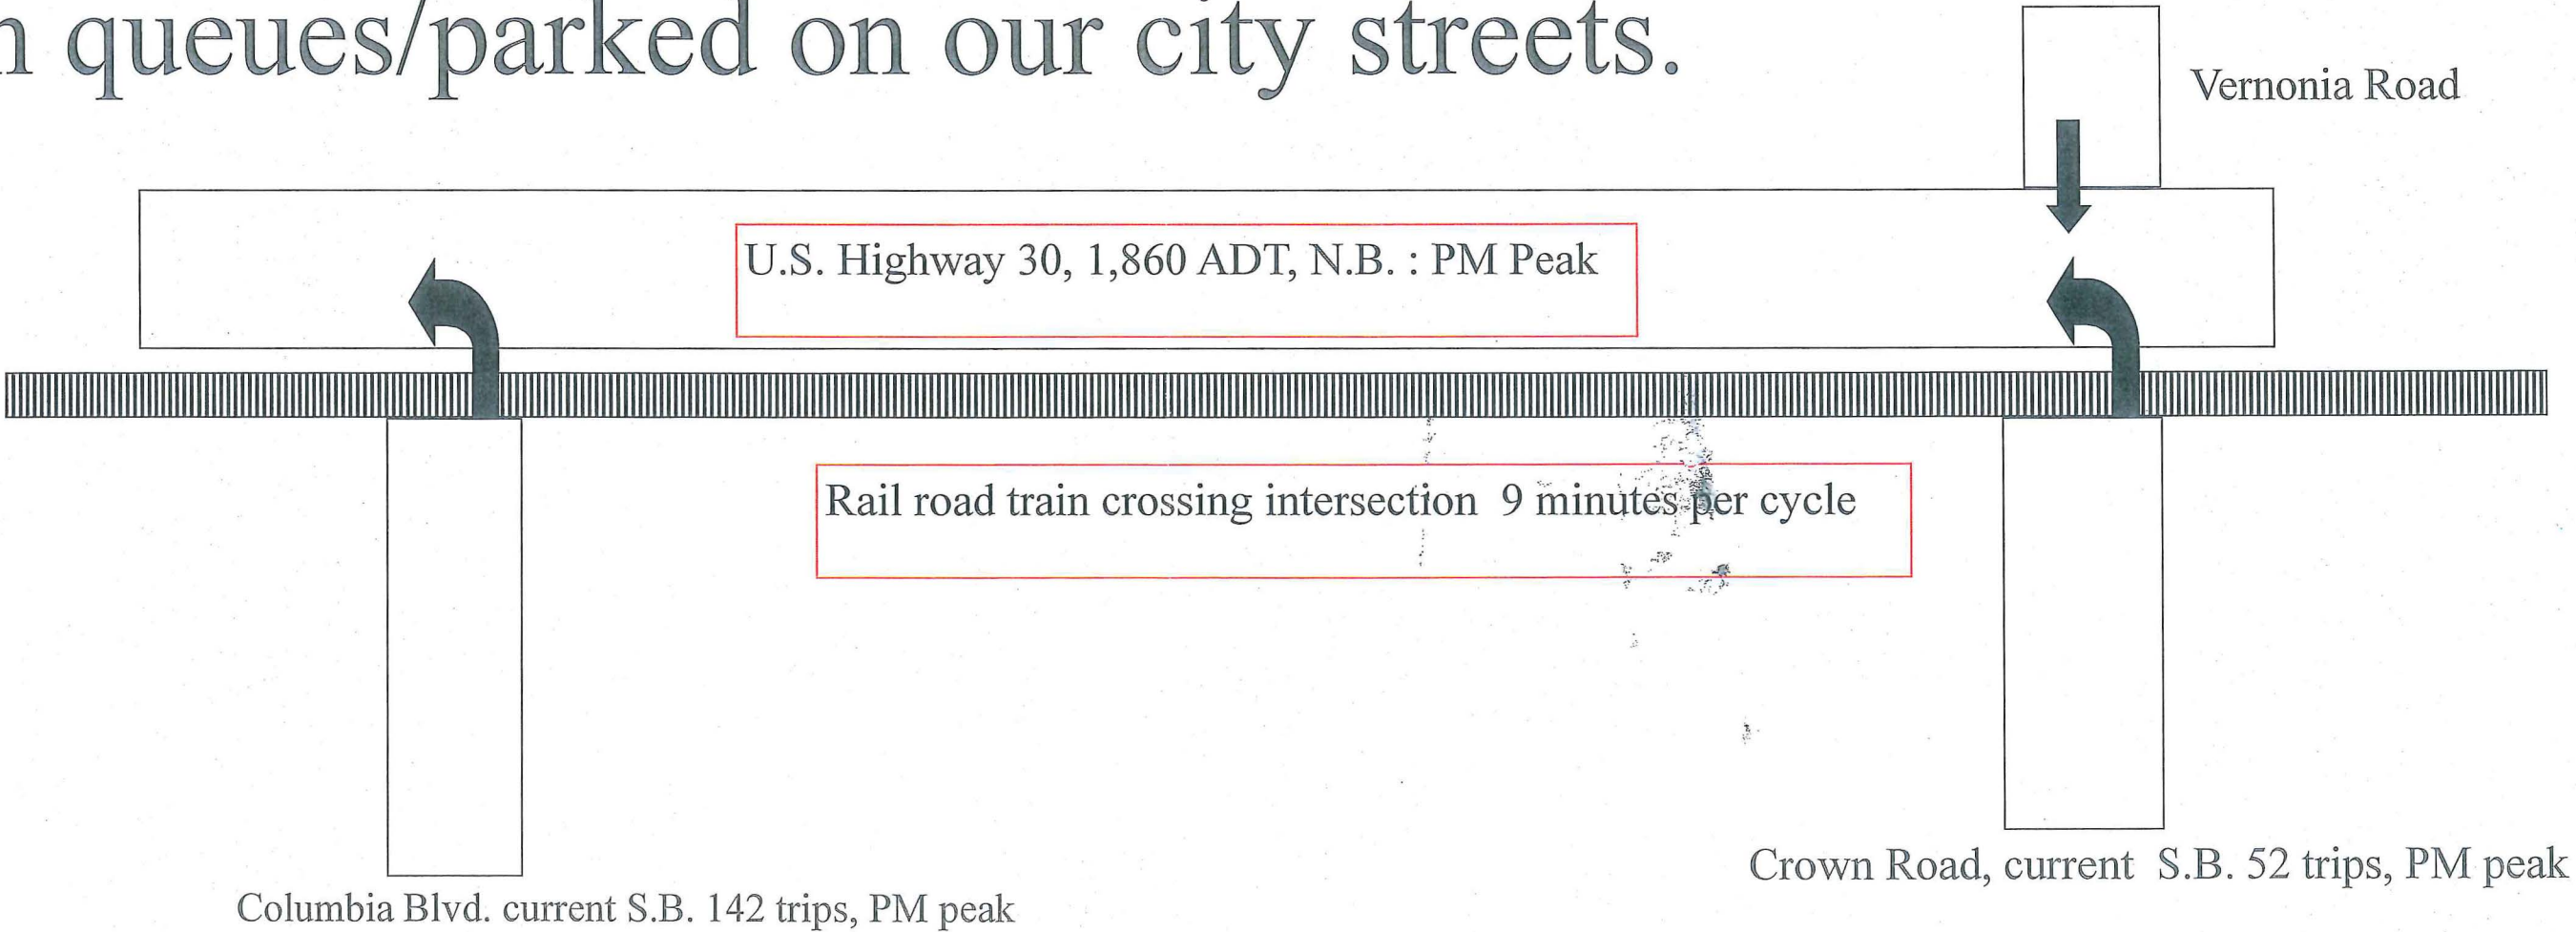 queues/parked on our city streets.
Vernonia Road
U.S. Highway 30, 1,860 ADT, N.B. : PM Peak
Rail road train crossing intersection 9 minutes per cycle
Crown Road, current S.B. 52 trips, PM peak
Columbia Blvd. current S.B. 142 trips, PM peak